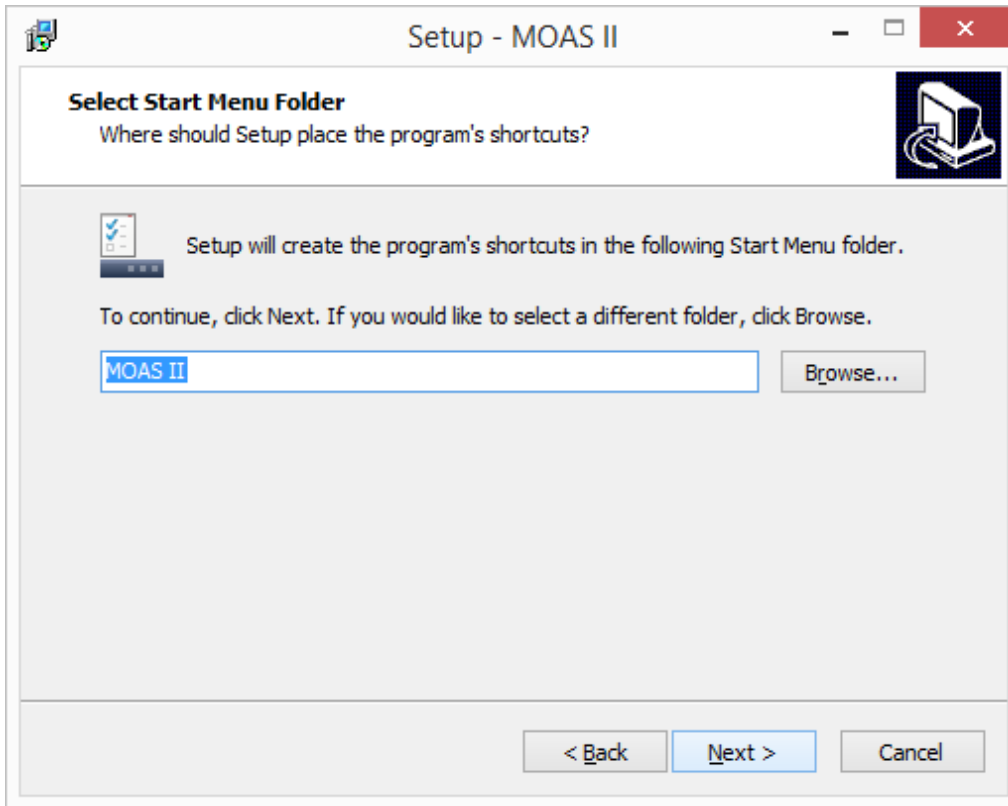 Setup - MOAS II
Select Start Menu Folder
Where should Setup place the program's shortcuts?
Setup will create the program's shortcuts in the following Start Menu folder.
To continue, click Next. If you would like to select a different folder, click Browse.
MOAS II
Browse...
< Back
Next >
Cancel